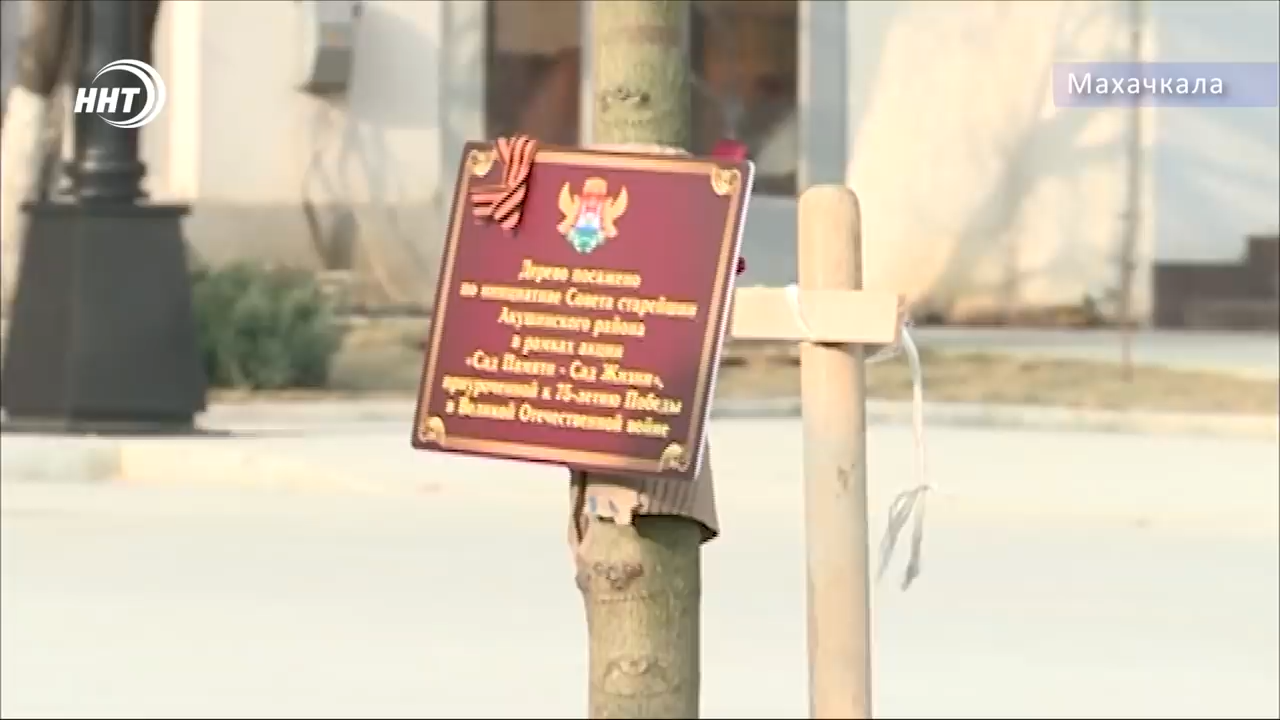 ННТ
Махачкала
Дерево посажено
по инициативе Совета старейшин
Акушинского района
в рамках акции
«Сад Памяти - Сад Жизни»,
приуроченной к 75-летию Победы
в Великой Отечественной войне